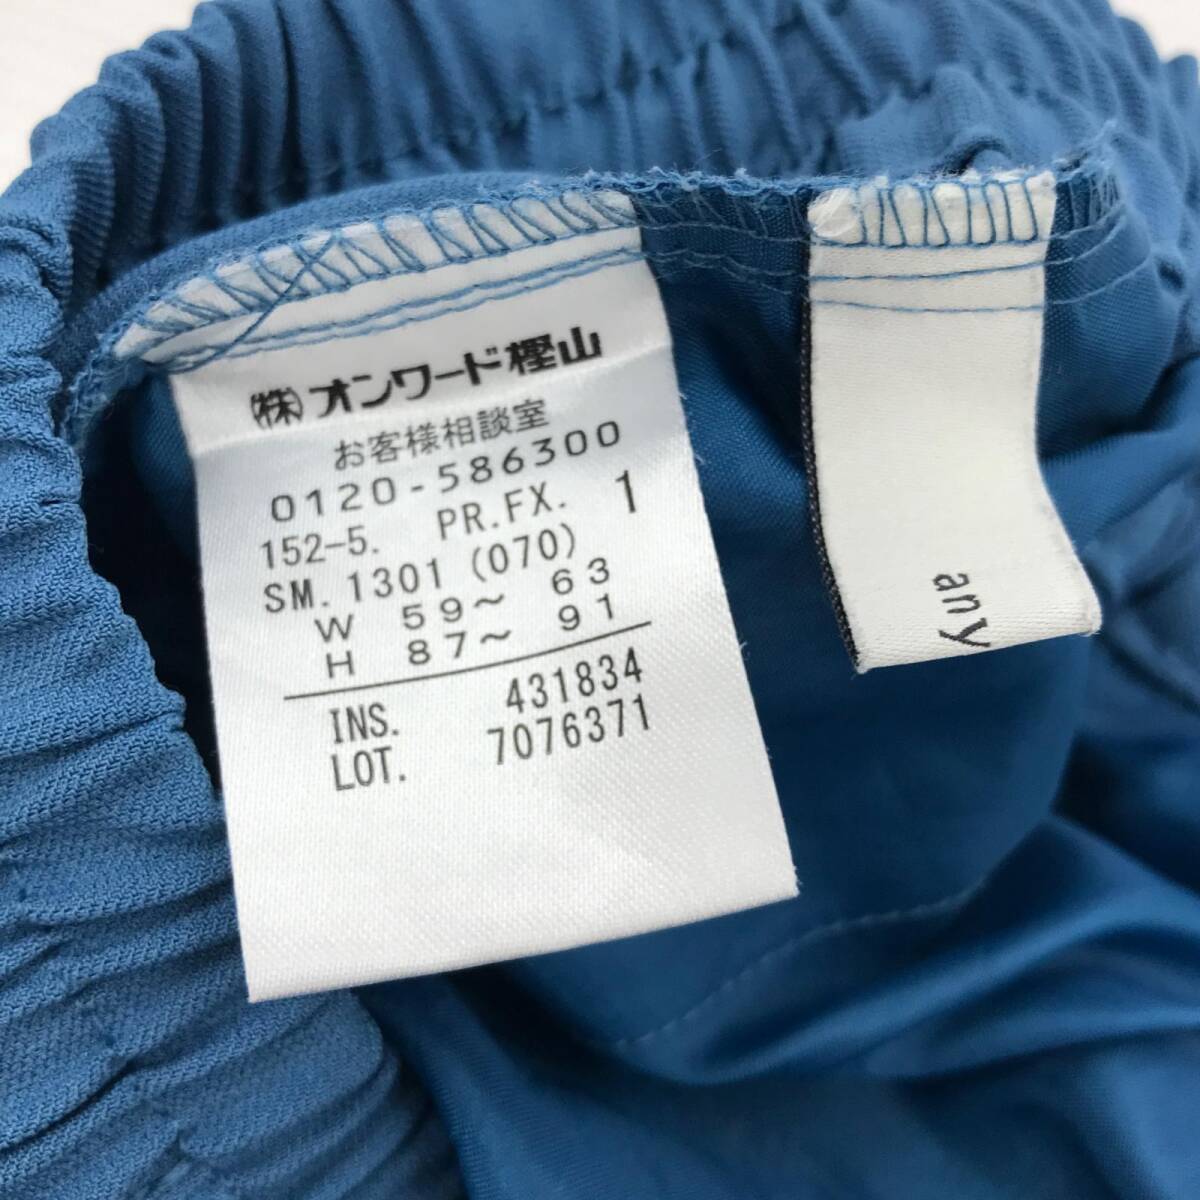 ㈱オンワード樫山
お客様相談室
0120-586300
152-5. PR.FX. 1
SM.1301(070)
W 59～ 63
H 87～ 91
INS. 431834
LOT. 7076371
any